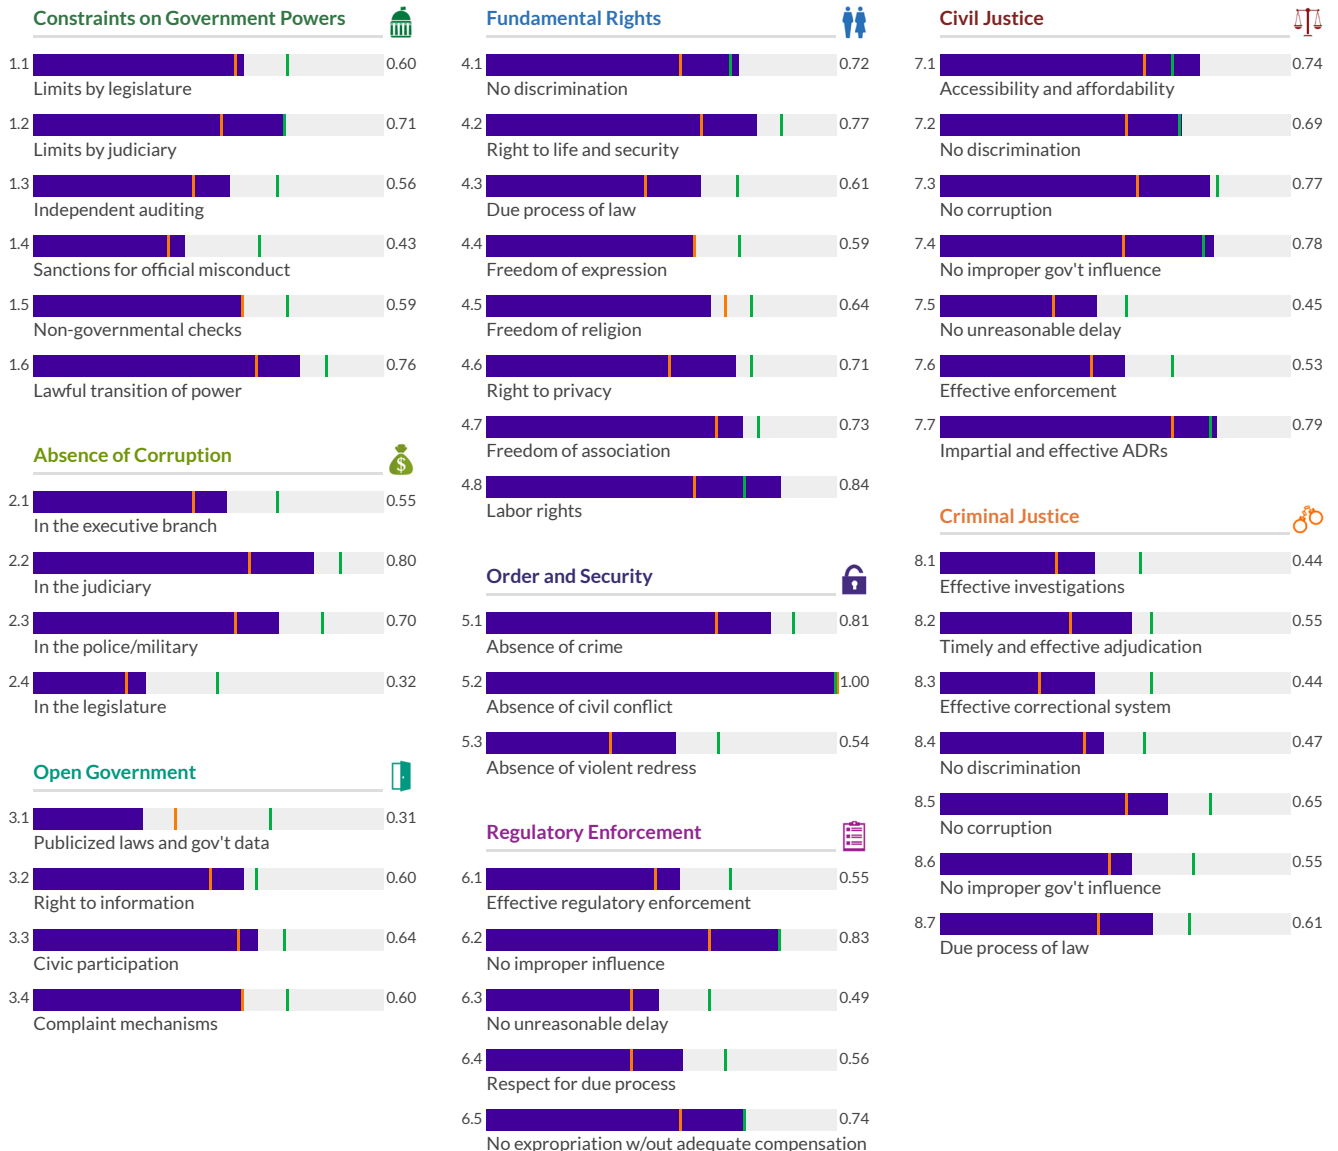 Constraints on Government Powers
1.1 0.60
Limits by legislature
1.2 0.71
Limits by judiciary
1.3 0.56
Independent auditing
1.4 0.43
Sanctions for official misconduct
1.5 0.59
Non-governmental checks
1.6 0.76
Lawful transition of power
Absence of Corruption
$
2.1 0.55
In the executive branch
2.2 0.80
In the judiciary
2.3 0.70
In the police/military
2.4 0.32
In the legislature
Open Government
3.1 0.31
Publicized laws and gov't data
3.2 0.60
Right to information
3.3 0.64
Civic participation
3.4 0.60
Complaint mechanisms
Fundamental Rights
4.1 0.72
No discrimination
4.2 0.77
Right to life and security
4.3 0.61
Due process of law
4.4 0.59
Freedom of expression
4.5 0.64
Freedom of religion
4.6 0.71
Right to privacy
4.7 0.73
Freedom of association
4.8 0.84
Labor rights
Order and Security
5.1 0.81
Absence of crime
5.2 1.00
Absence of civil conflict
5.3 0.54
Absence of violent redress
Regulatory Enforcement
6.1 0.55
Effective regulatory enforcement
6.2 0.83
No improper influence
6.3 0.49
No unreasonable delay
6.4 0.56
Respect for due process
6.5 0.74
No expropriation w/out adequate compensation
Civil Justice
7.1 0.74
Accessibility and affordability
7.2 0.69
No discrimination
7.3 0.77
No corruption
7.4 0.78
No improper gov't influence
7.5 0.45
No unreasonable delay
7.6 0.53
Effective enforcement
7.7 0.79
Impartial and effective ADRs
Criminal Justice
8.1 0.44
Effective investigations
8.2 0.55
Timely and effective adjudication
8.3 0.44
Effective correctional system
8.4 0.47
No discrimination
8.5 0.65
No corruption
8.6 0.55
No improper gov't influence
8.7 0.61
Due process of law